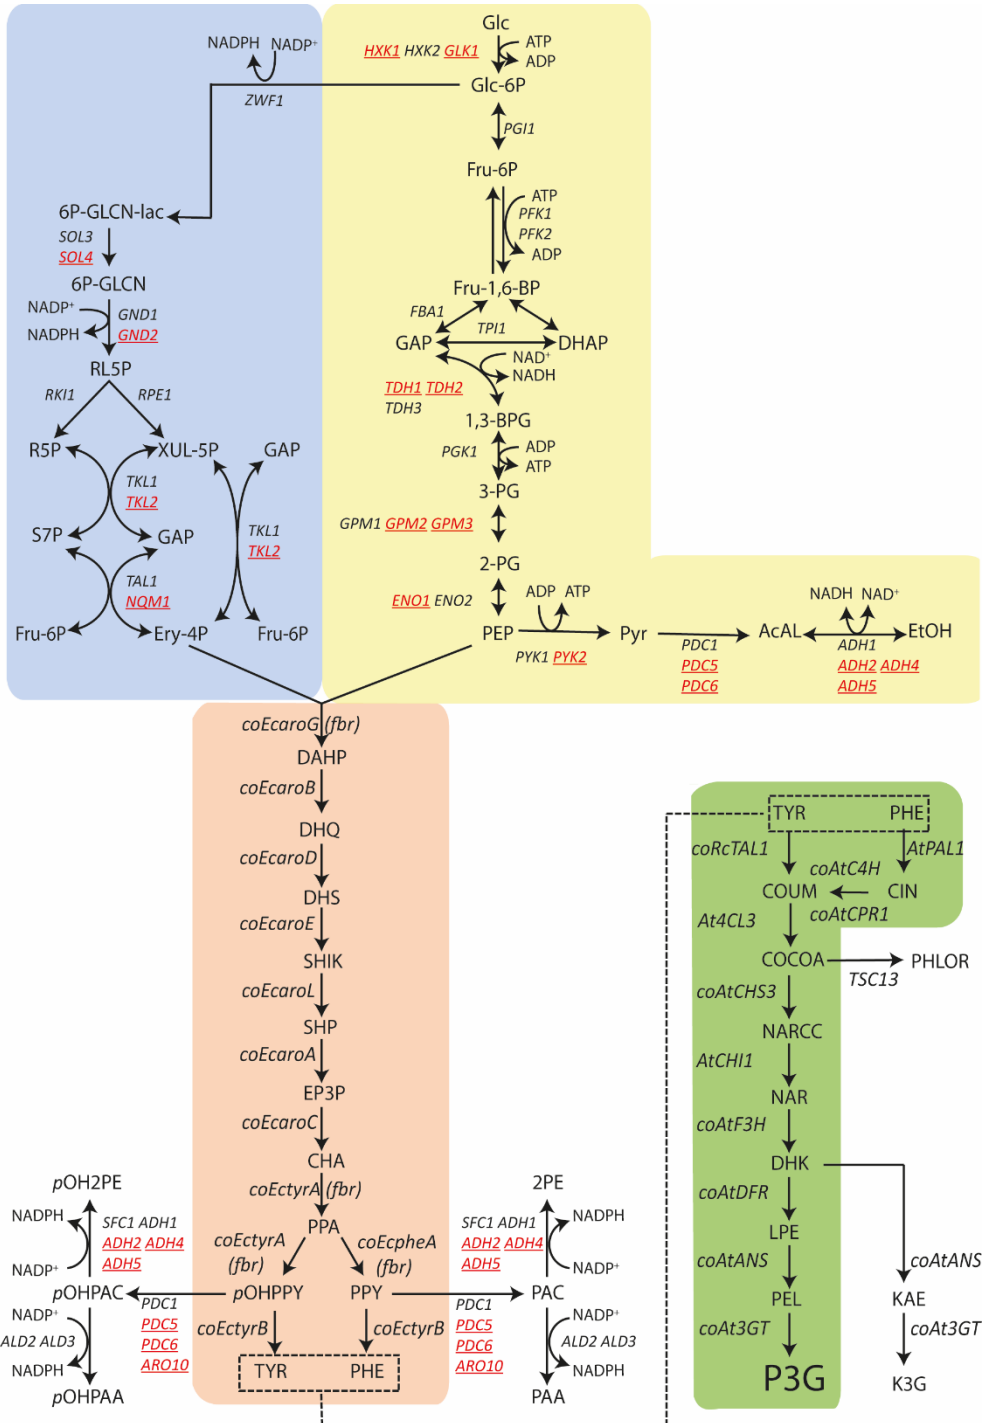 Glc
HXK1 HXK2 GLK1
ATP
ADP
Glc-6P
NADPH NADP+
ZWF1
PGI1
Fru-6P
ATP
PFK1
PFK2
ADP
Fru-1,6-BP
FBA1
TPI1
GAP
DHAP
NAD+
NADH
TDH1 TDH2
TDH3
1,3-BPG
PGK1
ADP
ATP
3-PG
GPM1 GPM2 GPM3
2-PG
ENO1 ENO2
PEP
ADP ATP
PYK1 PYK2
Pyr
PDC1
PDC5
PDC6
AcAL
NADH NAD+
ADH1
ADH2 ADH4
ADH5
EtOH
6P-GLCN-lac
SOL3
SOL4
6P-GLCN
NADP+
NADPH
GND1
GND2
RL5P
RKI1
RPE1
R5P
XUL-5P
GAP
TKL1
TKL2
S7P
GAP
TKL1
TKL2
TAL1
NQM1
Fru-6P
Ery-4P
Fru-6P
coEcaroG (fbr)
DAHP
coEcaroB
DHQ
coEcaroD
DHS
coEcaroE
SHIK
coEcaroL
SHP
coEcaroA
EP3P
coEcaroC
CHA
coEctyrA (fbr)
PPA
coEctyrA
(fbr)
coEcpheA
(fbr)
pOHPPY
PPY
coEctyrB
coEctyrB
TYR
PHE
pOH2PE
NADPH
NADP+
SFC1 ADH1
ADH2 ADH4
ADH5
pOHPAC
PDC1
PDC5
PDC6
ARO10
NADP+
ALD2 ALD3
NADPH
pOHPAA
2PE
SFC1 ADH1
ADH2 ADH4
ADH5
NADPH
NADP+
PDC1
PDC5
PDC6
ARO10
PAC
NADP+
ALD2 ALD3
NADPH
PAA
TYR
PHE
coRcTAL1
AtPAL1
coAtC4H
COUM
CIN
coAtCPR1
At4CL3
COCOA
TSC13
PHLOR
coAtCHS3
NARCC
AtCHI1
NAR
coAtF3H
DHK
coAtDFR
LPE
coAtANS
coAtANS
PEL
KAE
coAt3GT
coAt3GT
P3G
K3G